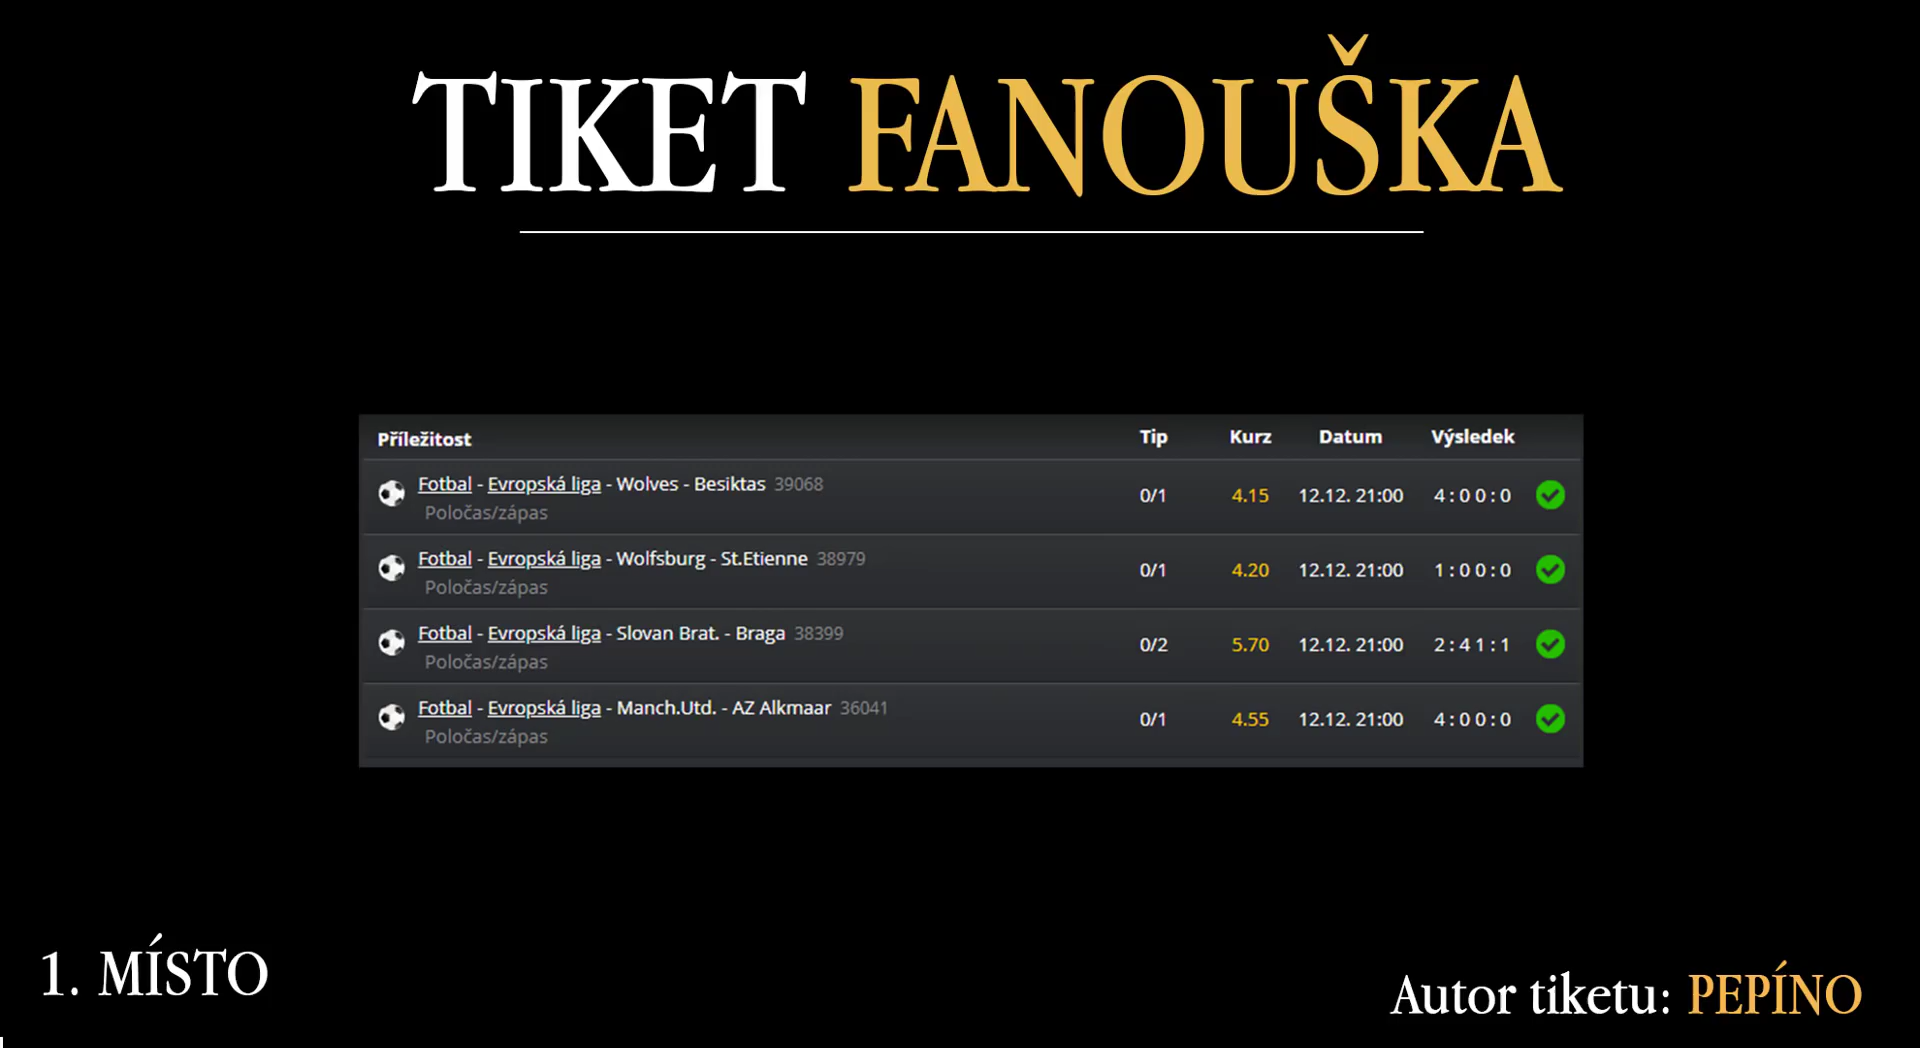 TIKET FANOUŠKA
Příležitost Tip Kurz Datum Výsledek
Fotbal - Evropská liga - Wolves - Besiktas 39068 0/1 4.15 12.12. 21:00 4 : 0 0 : 0
Poločas/zápas
Fotbal - Evropská liga - Wolfsburg - St.Etienne 38979 0/1 4.20 12.12. 21:00 1 : 0 0 : 0
Poločas/zápas
Fotbal - Evropská liga - Slovan Brat. - Braga 38399 0/2 5.70 12.12. 21:00 2 : 4 1 : 1
Poločas/zápas
Fotbal - Evropská liga - Manch.Utd. - AZ Alkmaar 36041 0/1 4.55 12.12. 21:00 4 : 0 0 : 0
Poločas/zápas
1. MÍSTO
Autor tiketu: PEPÍNO